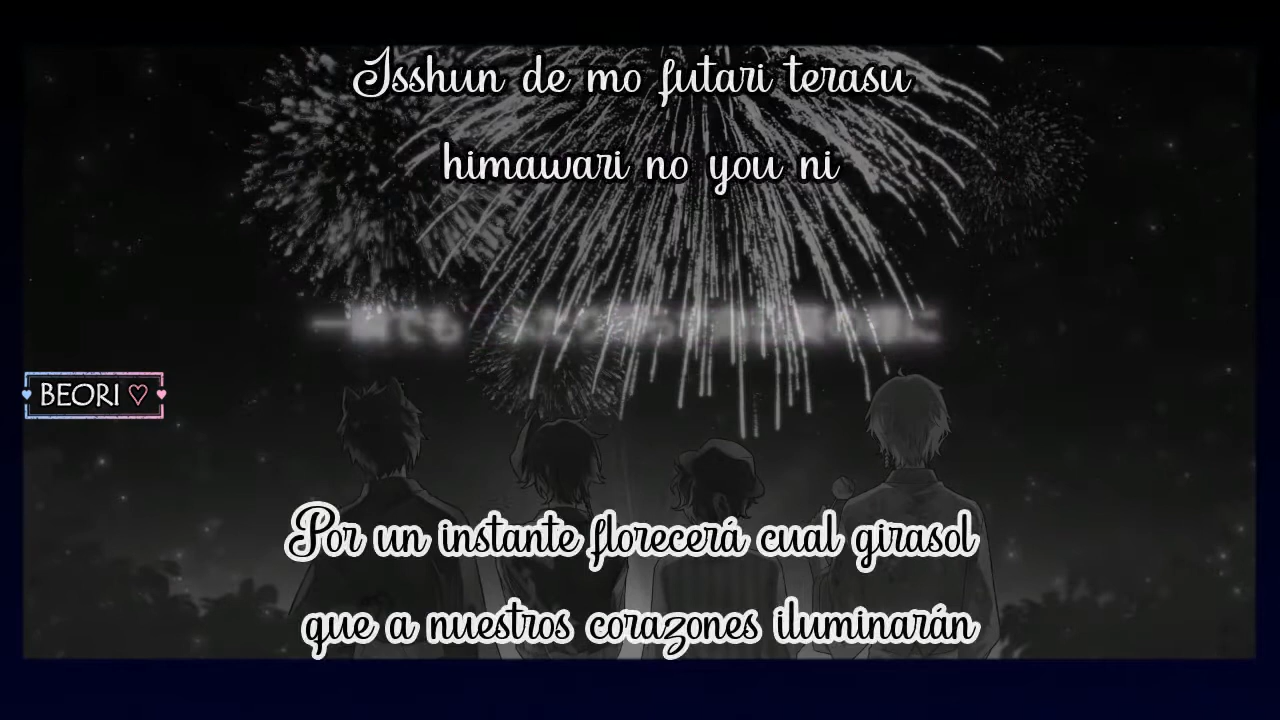 Isshun de mo futari terasu
himawari no you ni
BEORI ♡
Por un instante florecerá cual girasol
que a nuestros corazones iluminarán